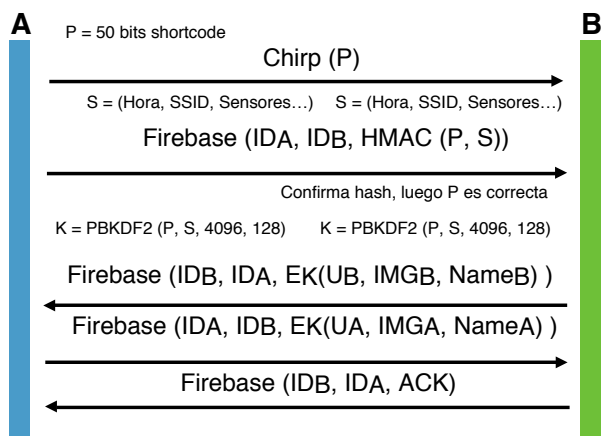 A
B
P = 50 bits shortcode
Chirp (P)
S = (Hora, SSID, Sensores…) S = (Hora, SSID, Sensores…)
Firebase (IDA, IDB, HMAC (P, S))
Confirma hash, luego P es correcta
K = PBKDF2 (P, S, 4096, 128) K = PBKDF2 (P, S, 4096, 128)
Firebase (IDB, IDA, EK(UB, IMGB, NameB) )
Firebase (IDA, IDB, EK(UA, IMGA, NameA) )
Firebase (IDB, IDA, ACK)